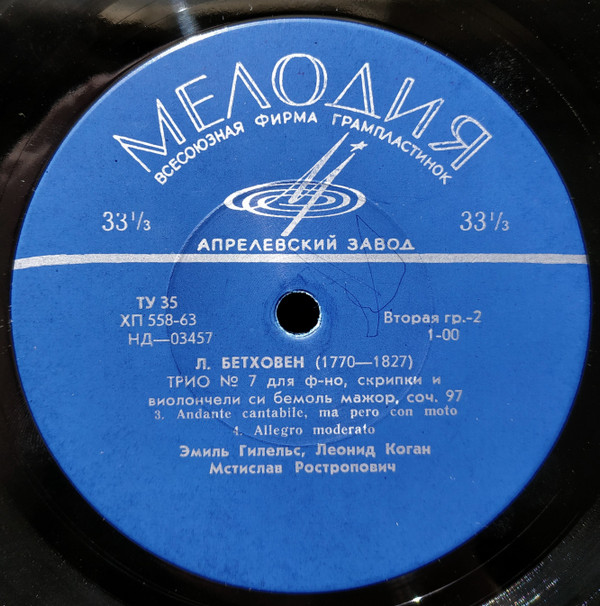 МЕЛОДИЯ
ВСЕСОЮЗНАЯ ФИРМА ГРАМПЛАСТИНОК
33⅓ 33⅓
АПРЕЛЕВСКИЙ ЗАВОД
ТУ 35
ХП 558-63 Вторая гр.-2
НД—03457 1-00
Л. БЕТХОВЕН (1770—1827)
ТРИО № 7 для ф-но, скрипки и
виолончели си бемоль мажор, соч. 97
3. Andante cantabile, ma pero con moto
4. Allegro moderato
Эмиль Гилельс, Леонид Коган
Мстислав Ростропович